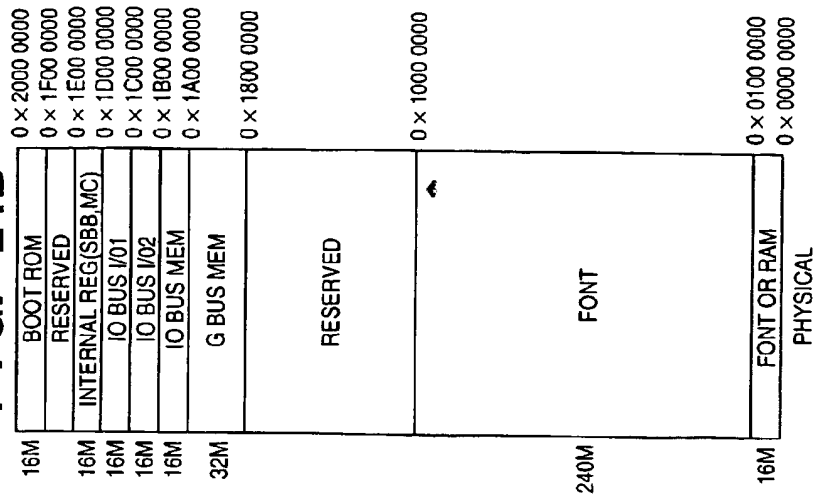 0 × 2000 0000
16M BOOT ROM
0 × 1F00 0000
RESERVED
0 × 1E00 0000
16M INTERNAL REG(SBB,MC)
0 × 1D00 0000
16M IO BUS I/01
0 × 1C00 0000
16M IO BUS I/02
0 × 1B00 0000
16M IO BUS MEM
0 × 1A00 0000
32M G BUS MEM
0 × 1800 0000
RESERVED
0 × 1000 0000
240M FONT
0 × 0100 0000
16M FONT OR RAM
0 × 0000 0000
PHYSICAL